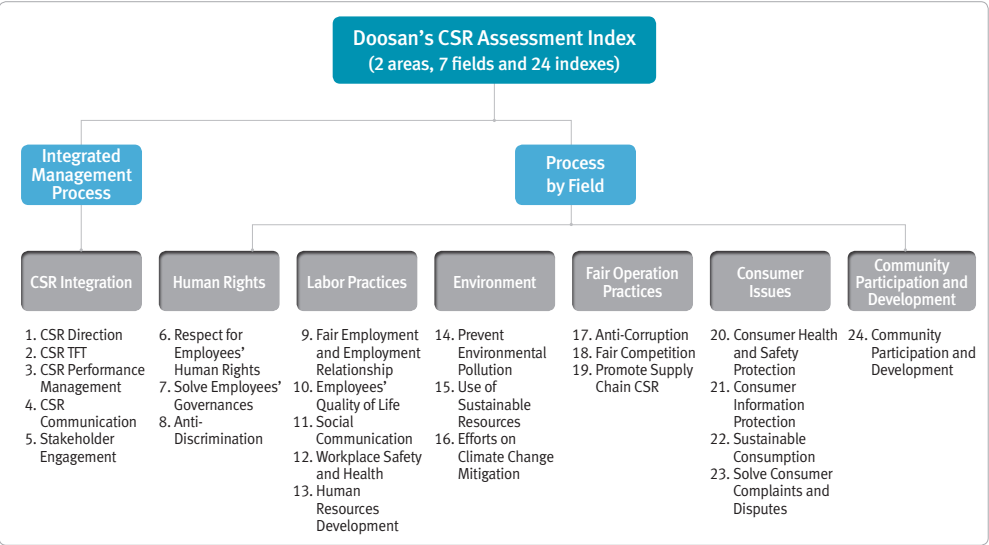 Doosan's CSR Assessment Index
(2 areas, 7 fields and 24 indexes)
Integrated
Management
Process
Process
by Field
CSR Integration
Human Rights
Labor Practices
Environment
Fair Operation
Practices
Consumer
Issues
Community
Participation and
Development
1. CSR Direction
2. CSR TFT
3. CSR Performance
Management
4. CSR
Communication
5. Stakeholder
Engagement
6. Respect for
Employees'
Human Rights
7. Solve Employees'
Governances
8. Anti-
Discrimination
9. Fair Employment
and Employment
Relationship
10. Employees'
Quality of Life
11. Social
Communication
12. Workplace Safety
and Health
13. Human
Resources
Development
14. Prevent
Environmental
Pollution
15. Use of
Sustainable
Resources
16. Efforts on
Climate Change
Mitigation
17. Anti-Corruption
18. Fair Competition
19. Promote Supply
Chain CSR
20. Consumer Health
and Safety
Protection
21. Consumer
Information
Protection
22. Sustainable
Consumption
23. Solve Consumer
Complaints and
Disputes
24. Community
Participation and
Development